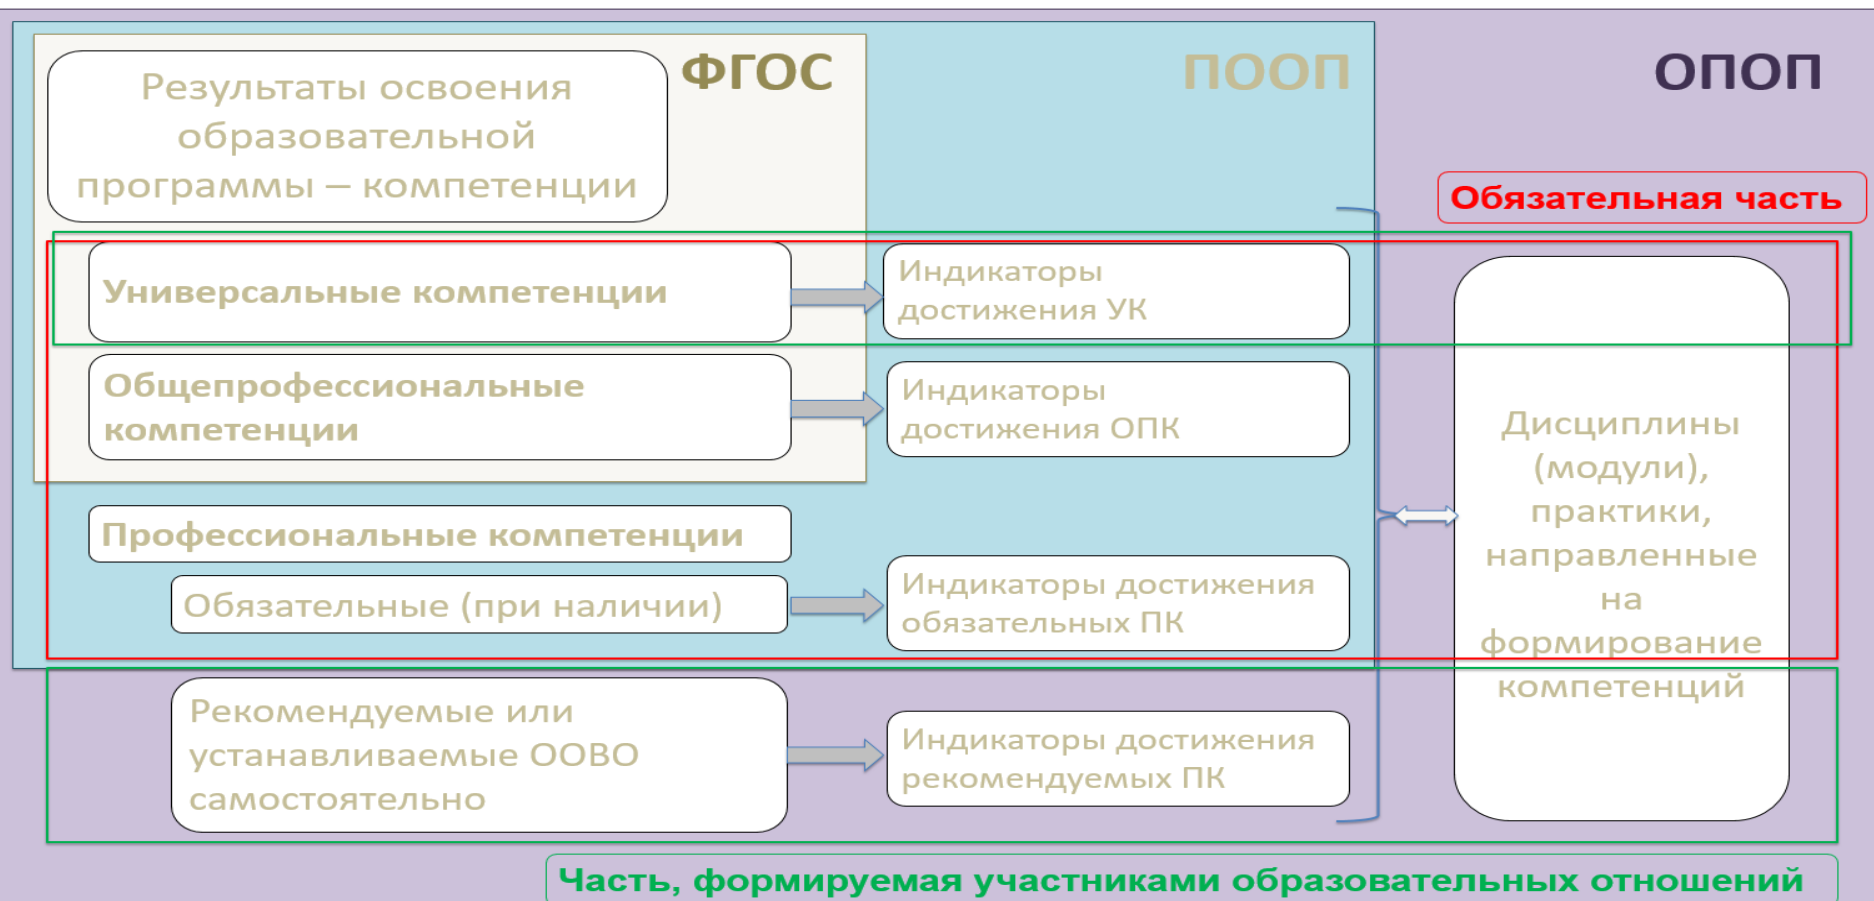 ФГОС
ПООП
ОПОП
Результаты освоения
образовательной
программы – компетенции
Обязательная часть
Универсальные компетенции
Индикаторы
достижения УК
Общепрофессиональные
компетенции
Индикаторы
достижения ОПК
Профессиональные компетенции
Обязательные (при наличии)
Индикаторы достижения
обязательных ПК
Рекомендуемые или
устанавливаемые ООВО
самостоятельно
Индикаторы достижения
рекомендуемых ПК
Дисциплины
(модули),
практики,
направленные
на
формирование
компетенций
Часть, формируемая участниками образовательных отношений